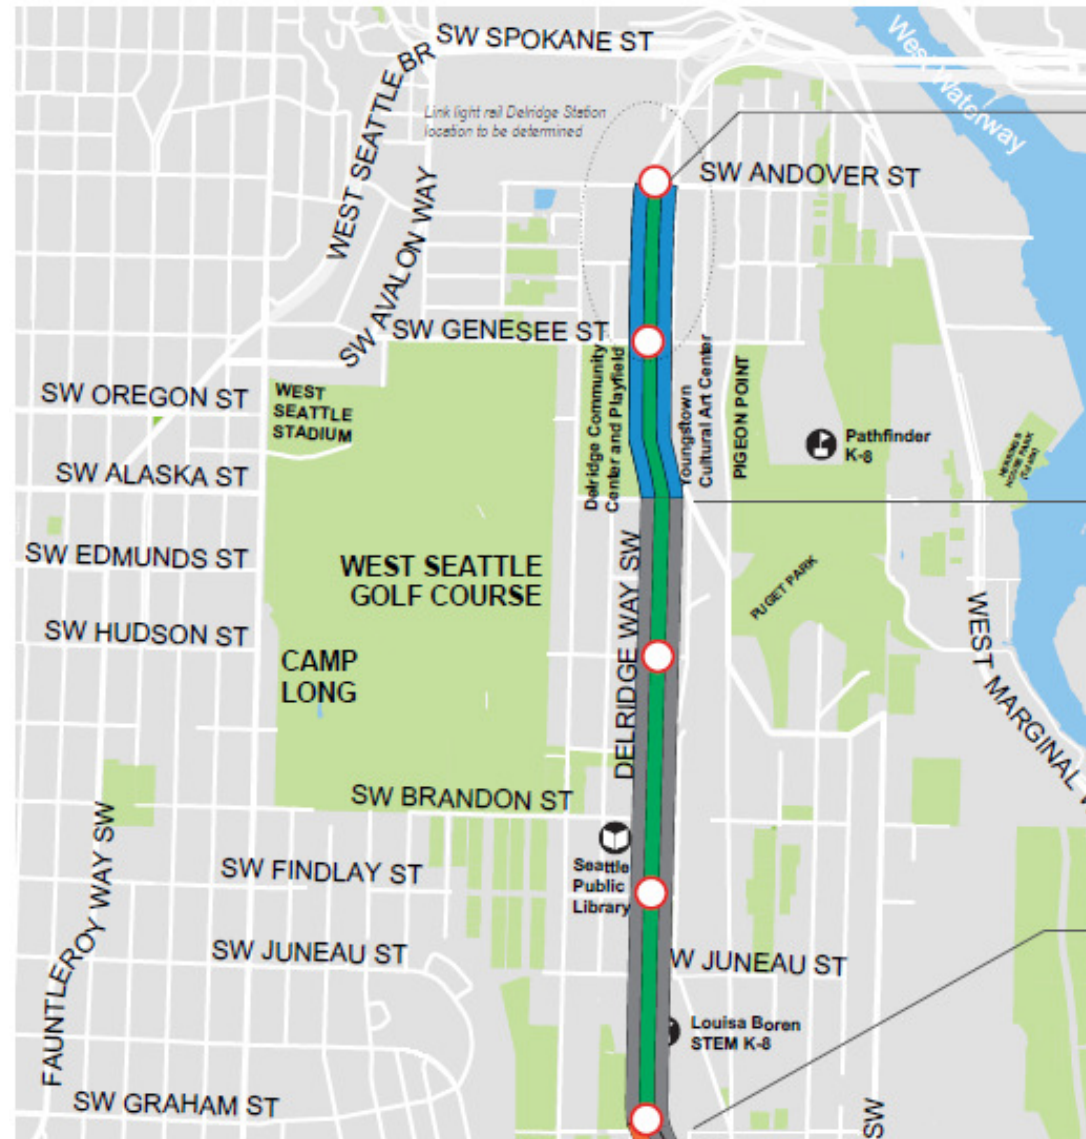 SW SPOKANE ST
West Waterway
WEST SEATTLE BR
Link light rail Delridge Station
location to be determined
SW ANDOVER ST
SW AVALON WAY
SW GENESEE ST
SW OREGON ST
WEST
SEATTLE
STADIUM
Delridge Community
Center and Playfield
Youngstown
Cultural Art Center
PIGEON POINT
Pathfinder
K-8
SW ALASKA ST
SW EDMUNDS ST
WEST SEATTLE
GOLF COURSE
DELRIDGE WAY SW
PUGET PARK
SW HUDSON ST
CAMP
LONG
WEST MARGINAL
SW BRANDON ST
Seattle
Public
Library
SW FINDLAY ST
FAUNTLEROY WAY SW
SW JUNEAU ST
W JUNEAU ST
Louisa Boren
STEM K-8
SW GRAHAM ST
SW